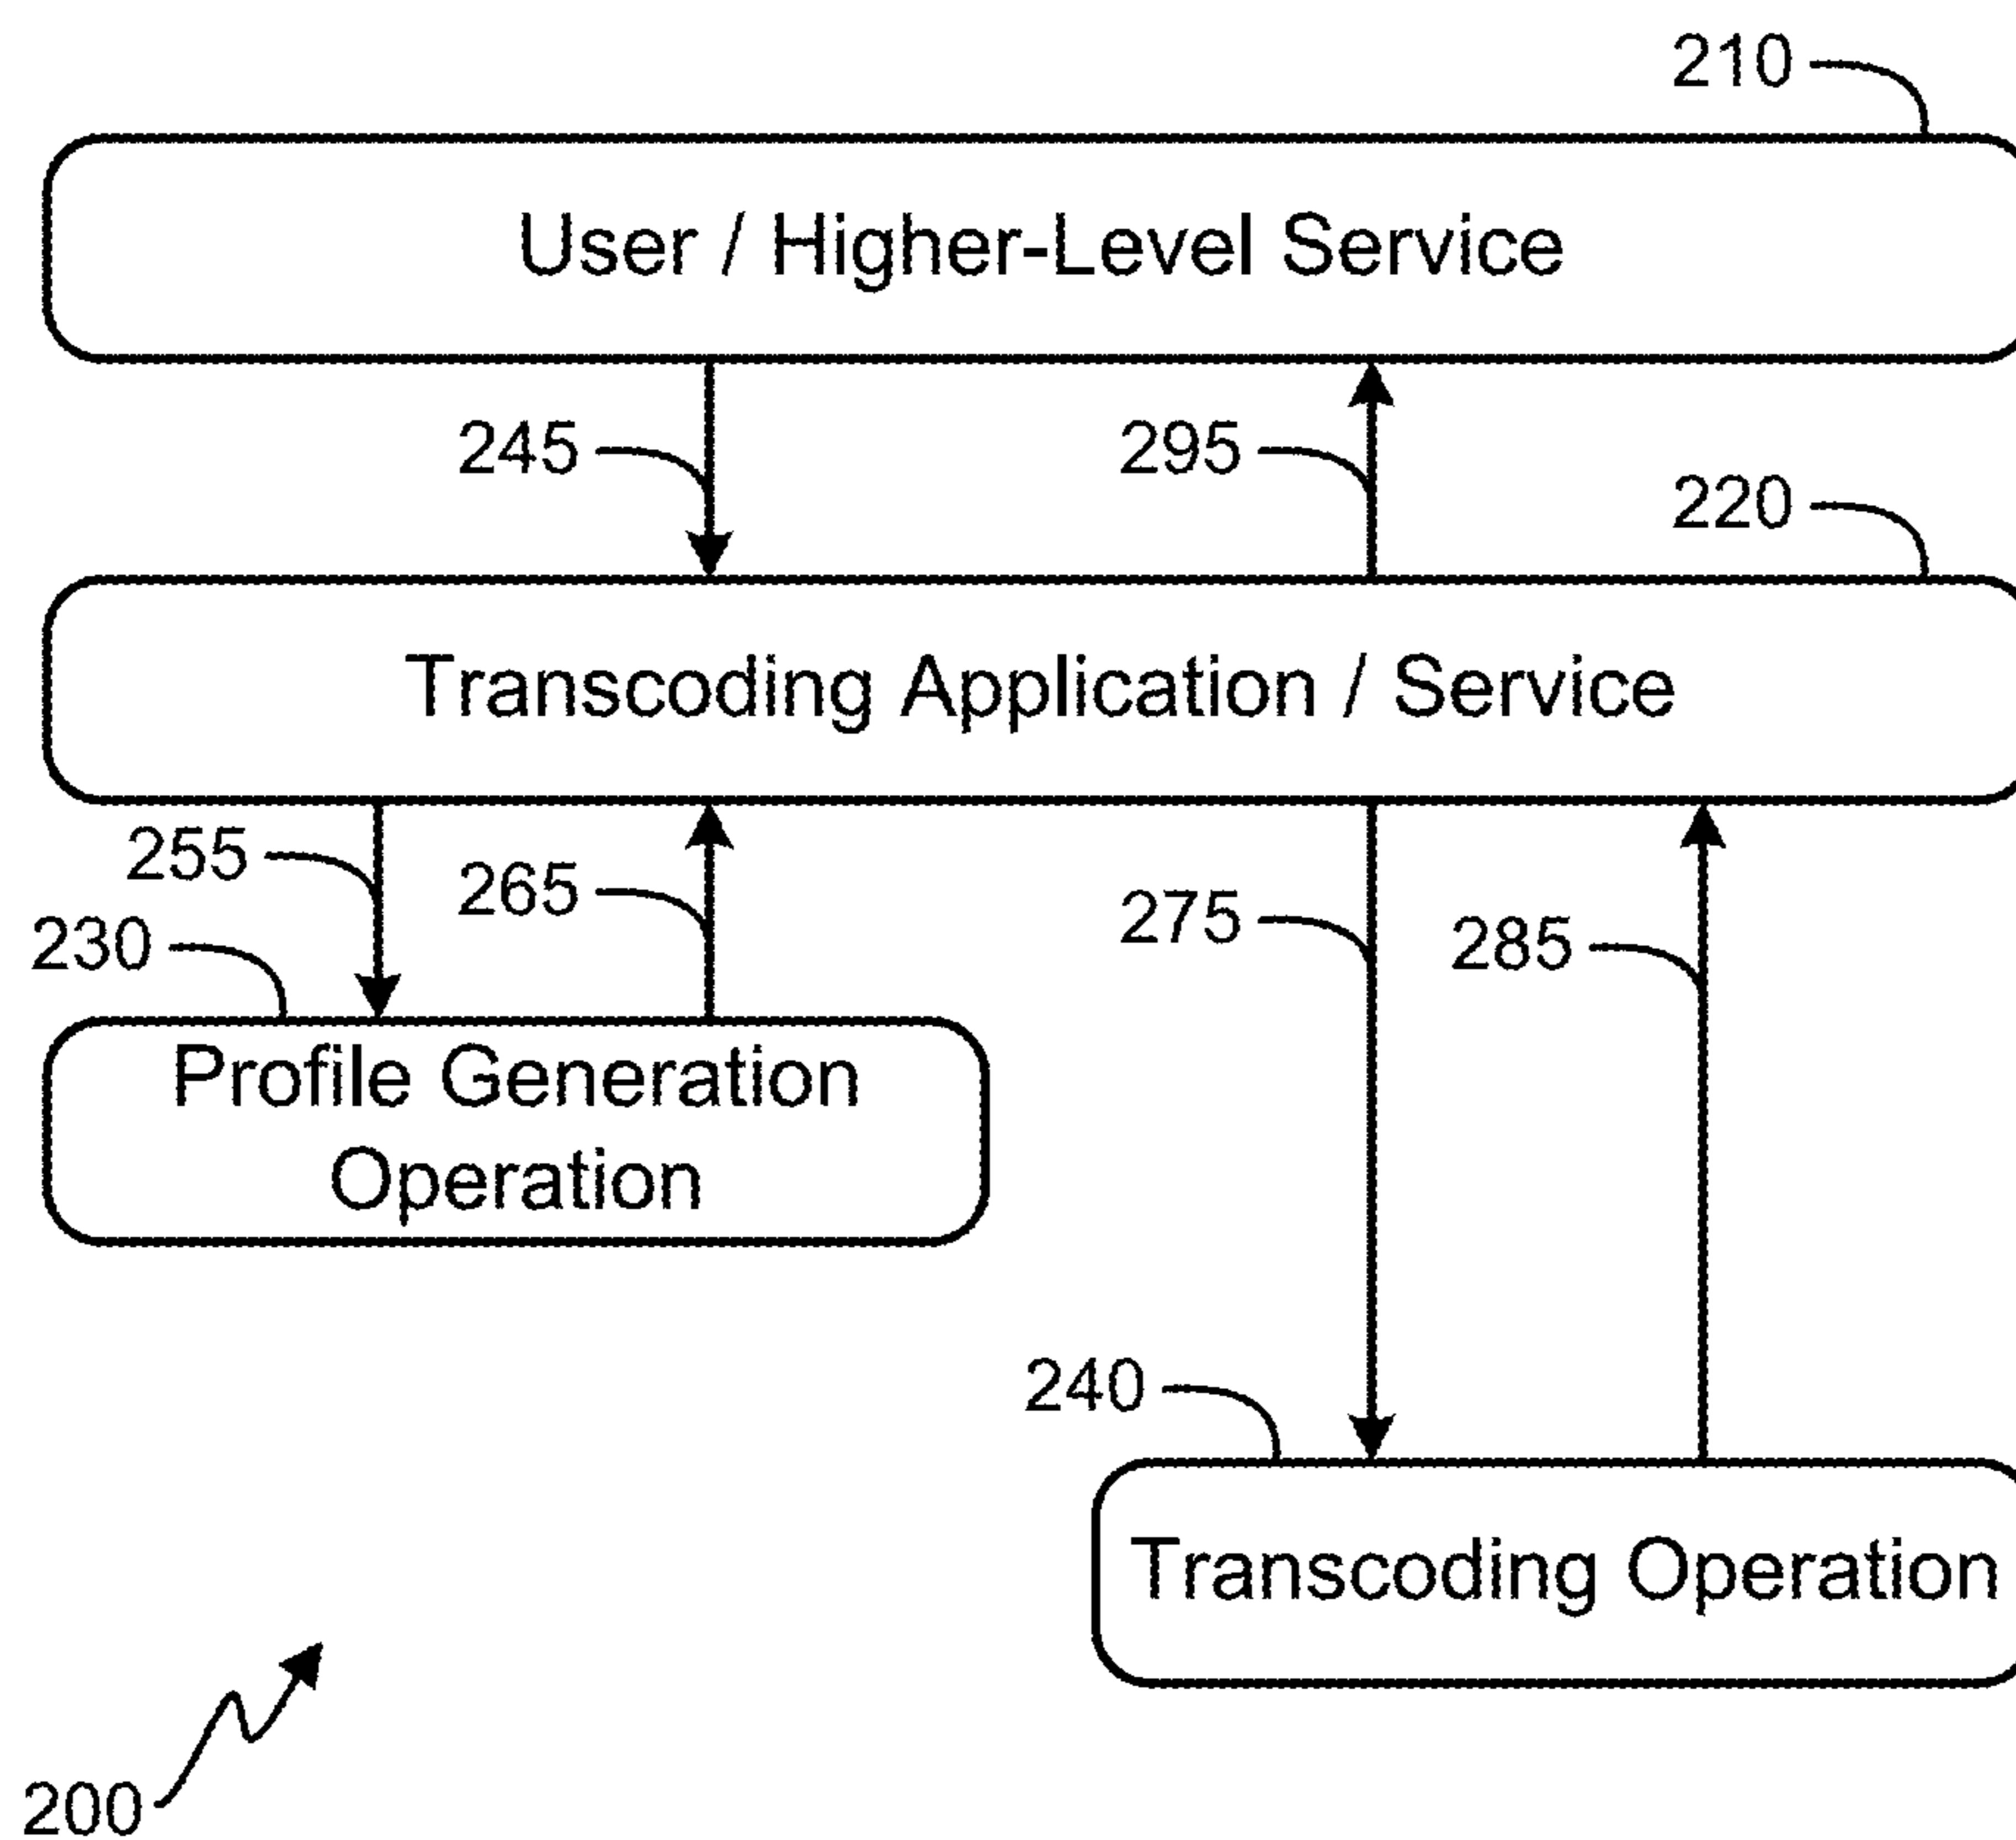 210
User / Higher-Level Service
245
295
220
Transcoding Application / Service
255
265
275
285
230
Profile Generation
Operation
240
Transcoding Operation
200